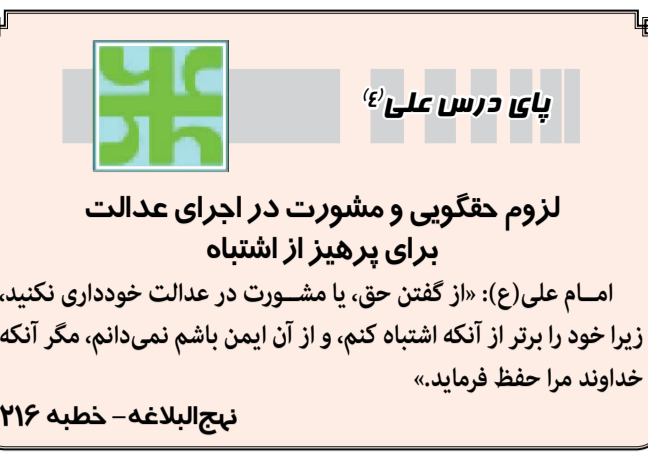 پای درس علی(ع)
لزوم حقگویی و مشورت در اجرای عدالت
برای پرهیز از اشتباه
امــام علی(ع): «از گفتن حق، یا مشــورت در عدالت خودداری نکنید،
زیرا خود را برتر از آنکه اشتباه کنم، و از آن ایمن باشم نمی‌دانم، مگر آنکه
خداوند مرا حفظ فرماید.»
نهج‌البلاغه- خطبه ۲۱۶